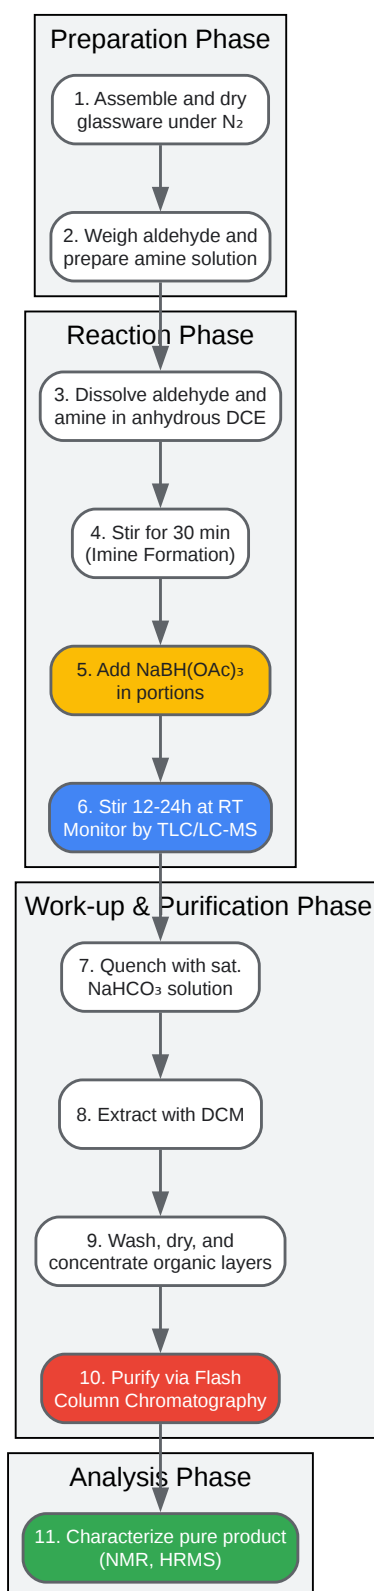 Preparation Phase
1. Assemble and dry
glassware under N₂
2. Weigh aldehyde and
prepare amine solution
Reaction Phase
3. Dissolve aldehyde and
amine in anhydrous DCE
4. Stir for 30 min
(Imine Formation)
5. Add NaBH(OAc)₃
in portions
6. Stir 12-24h at RT
Monitor by TLC/LC-MS
Work-up & Purification Phase
7. Quench with sat.
NaHCO₃ solution
8. Extract with DCM
9. Wash, dry, and
concentrate organic layers
10. Purify via Flash
Column Chromatography
Analysis Phase
11. Characterize pure product
(NMR, HRMS)